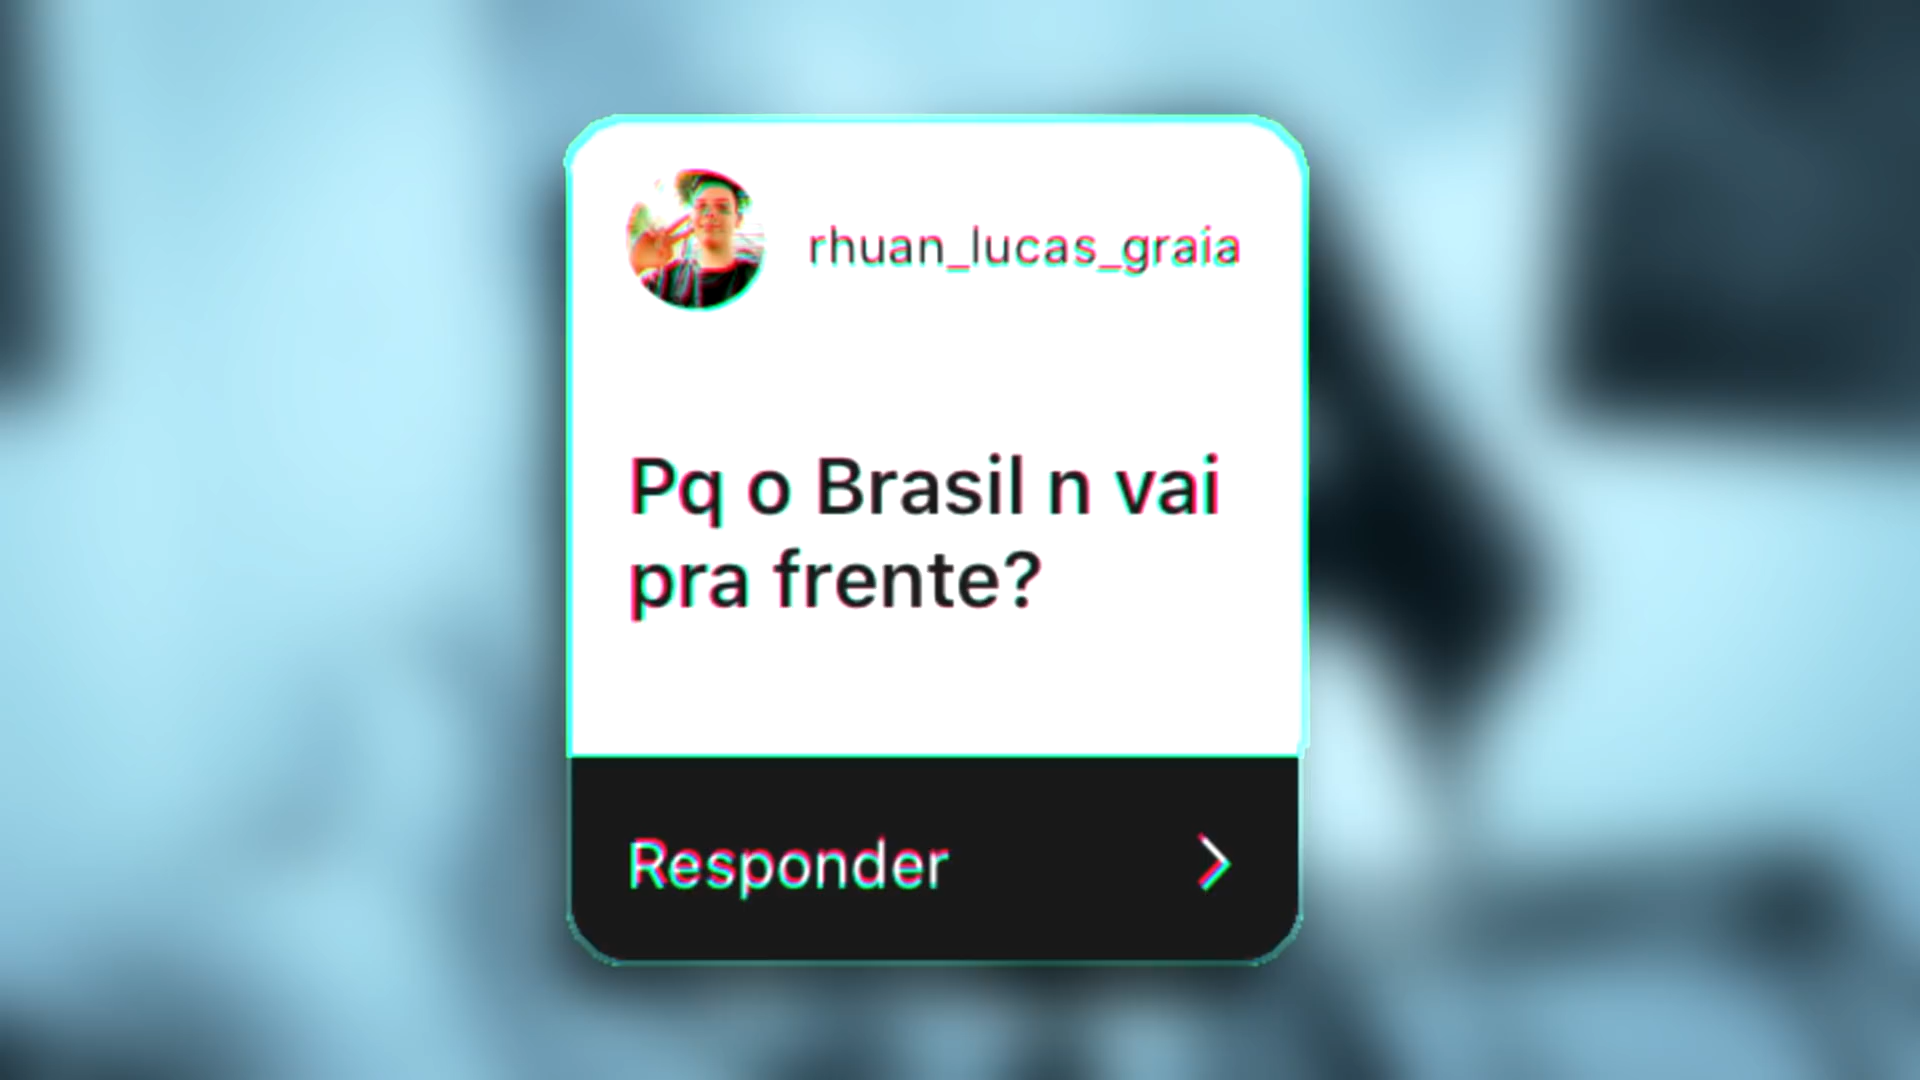 rhuan_lucas_graia
Pq o Brasil n vai
pra frente?
Responder